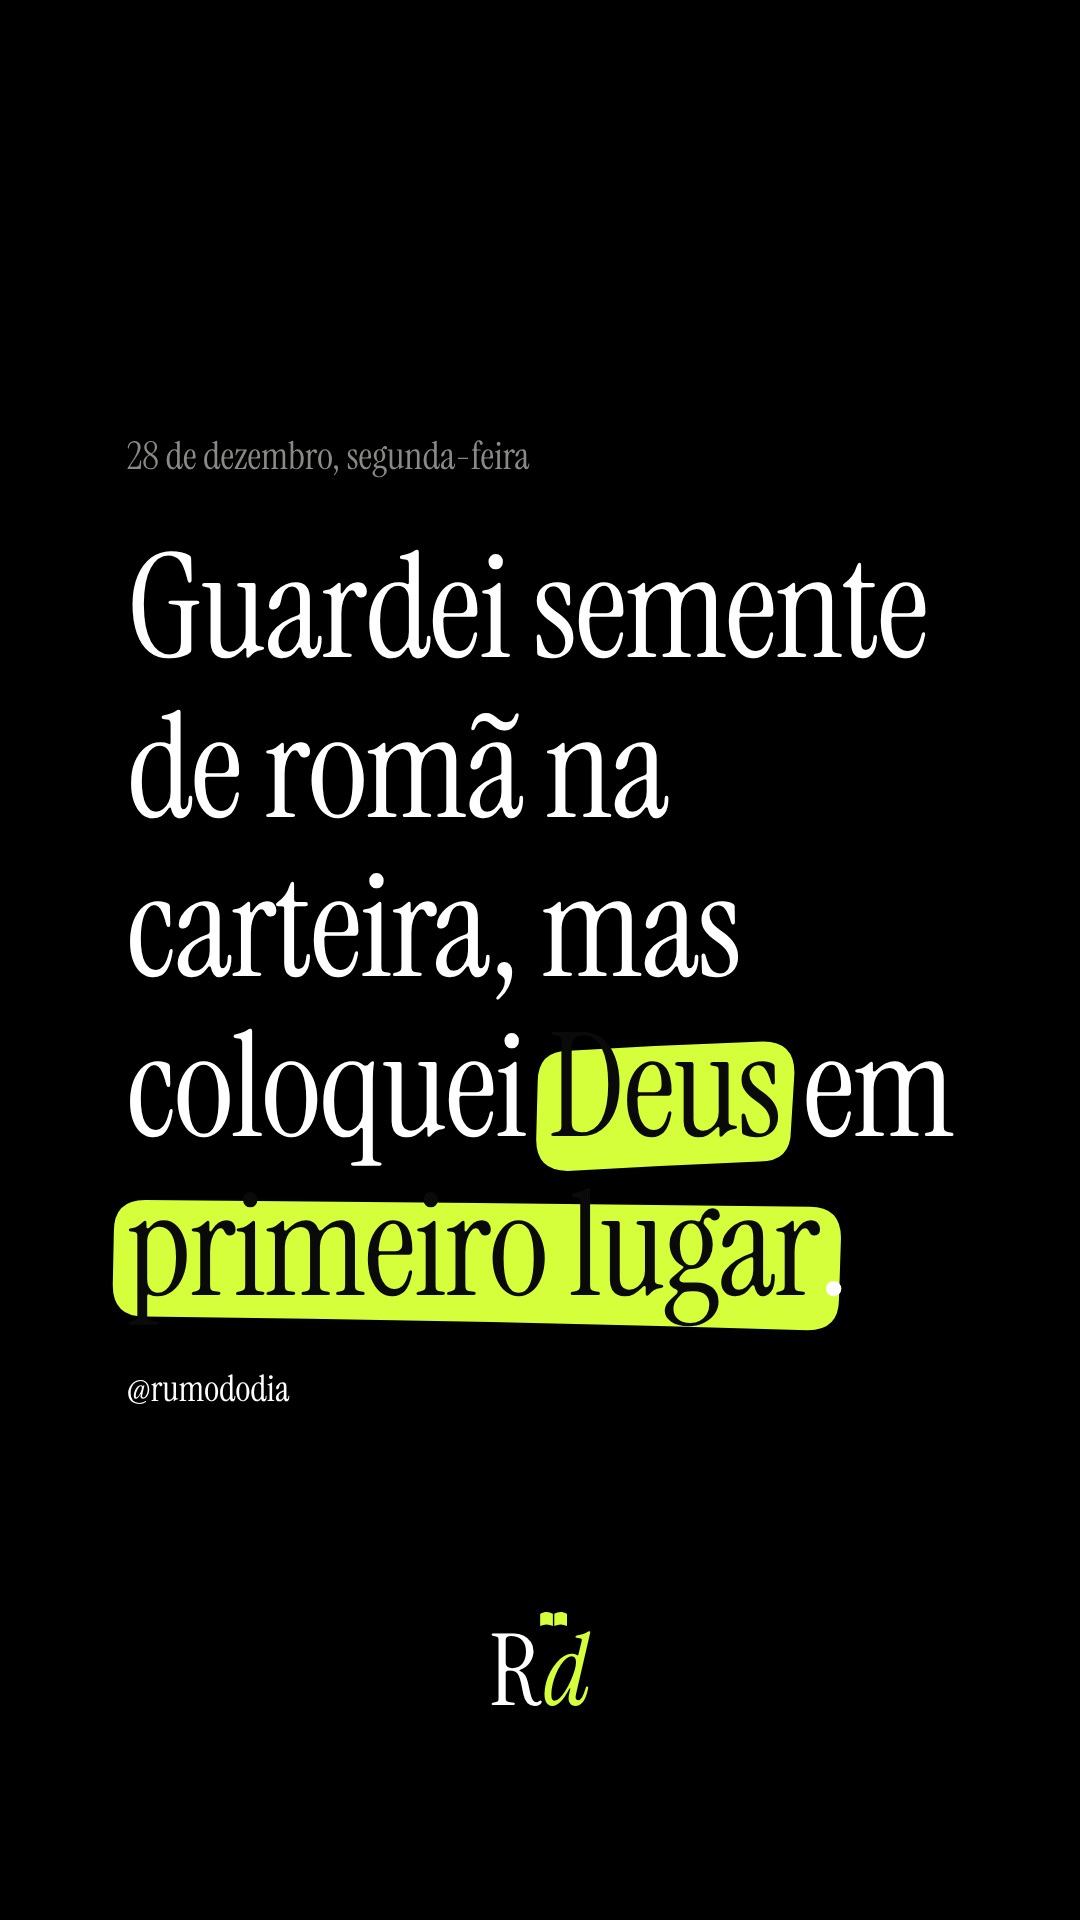 28 de dezembro, segunda-feira
Guardei semente
de romã na
carteira, mas
coloquei Deus em
primeiro lugar.
@rumododia
Rd